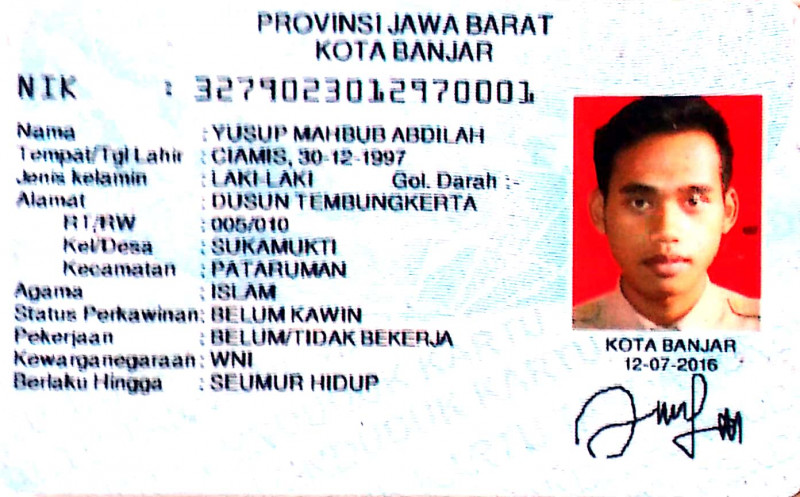 PROVINSI JAWA BARAT
KOTA BANJAR
NIK : 3279023012970001
Nama : YUSUP MAHBUB ABDILAH
Tempat/Tgl Lahir : CIAMIS, 30-12-1997
Jenis kelamin : LAKI-LAKI Gol. Darah :-
Alamat : DUSUN TEMBUNGKERTA
RT/RW : 005/010
Kel/Desa : SUKAMUKTI
Kecamatan : PATARUMAN
Agama : ISLAM
Status Perkawinan: BELUM KAWIN
Pekerjaan : BELUM/TIDAK BEKERJA
Kewarganegaraan: WNI
Berlaku Hingga : SEUMUR HIDUP
KOTA BANJAR
12-07-2016